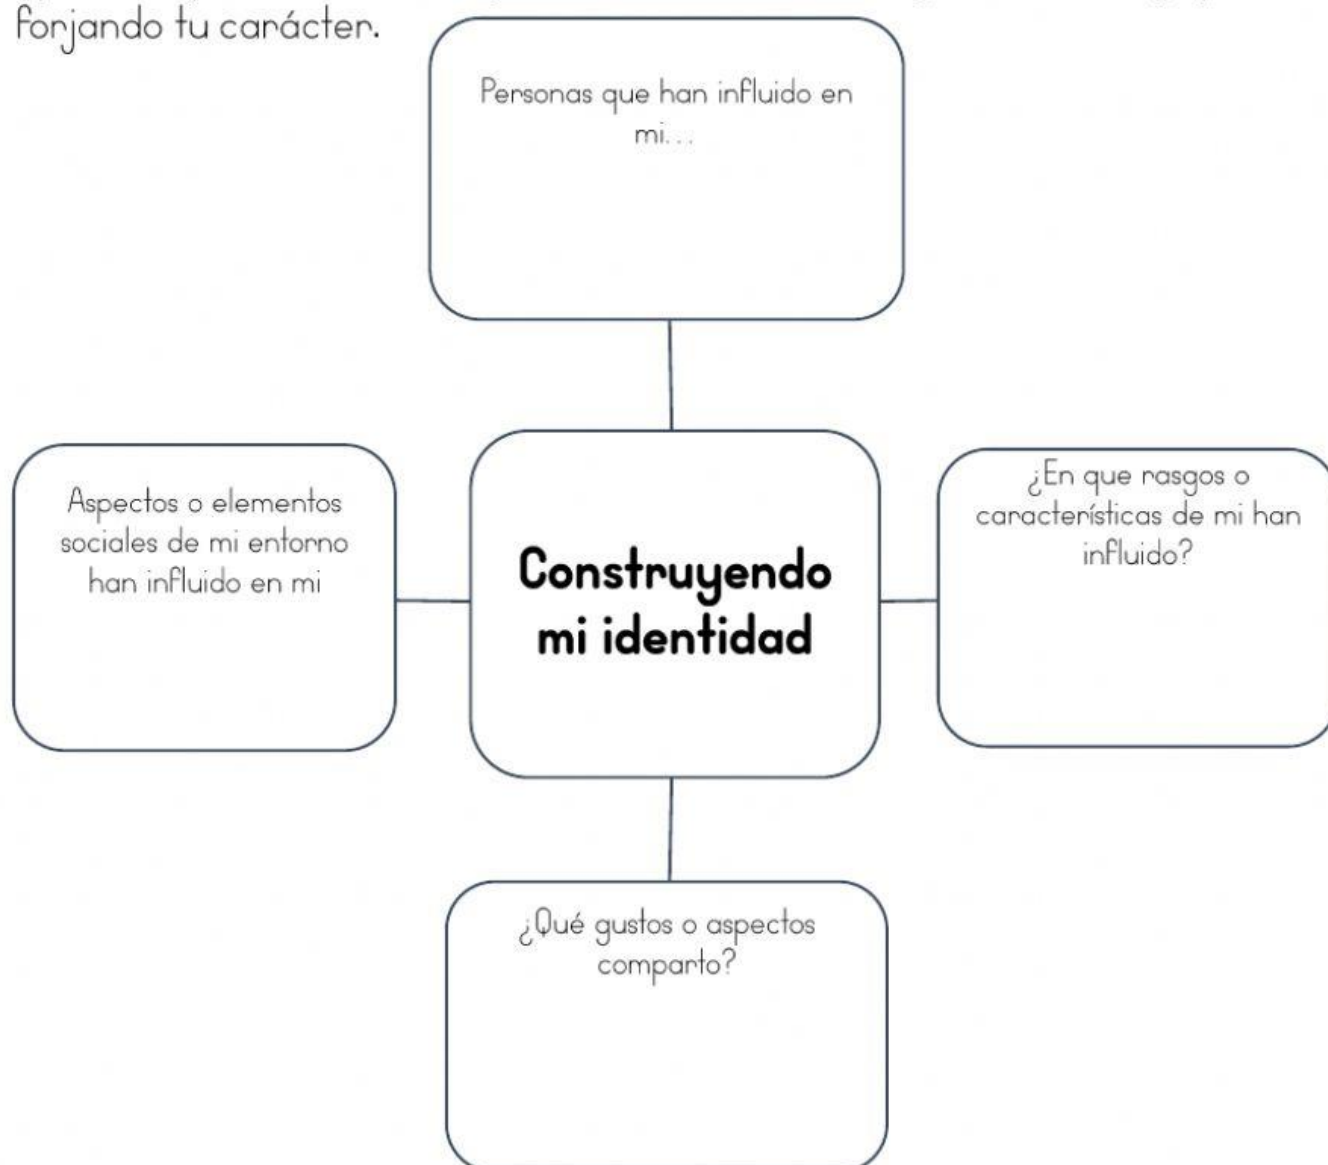 forjando tu carácter.
Personas que han influido en
mi...
Aspectos o elementos
sociales de mi entorno
han influido en mi
Construyendo
mi identidad
¿En que rasgos o
características de mi han
influido?
¿Qué gustos o aspectos
comparto?